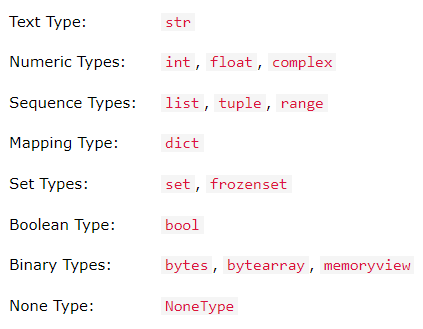 Text Type: str
Numeric Types: int, float, complex
Sequence Types: list, tuple, range
Mapping Type: dict
Set Types: set, frozenset
Boolean Type: bool
Binary Types: bytes, bytearray, memoryview
None Type: NoneType